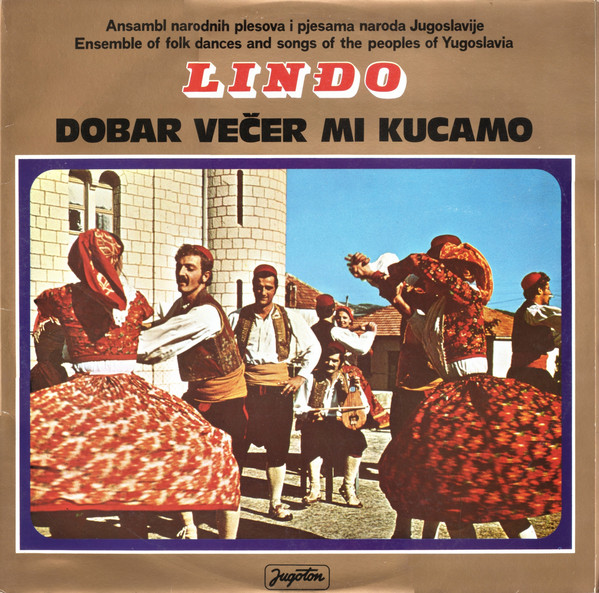 Ansambl narodnih plesova i pjesama naroda Jugoslavije
Ensemble of folk dances and songs of the peoples of Yugoslavia
LINĐO
DOBAR VEČER MI KUCAMO
Jugoton